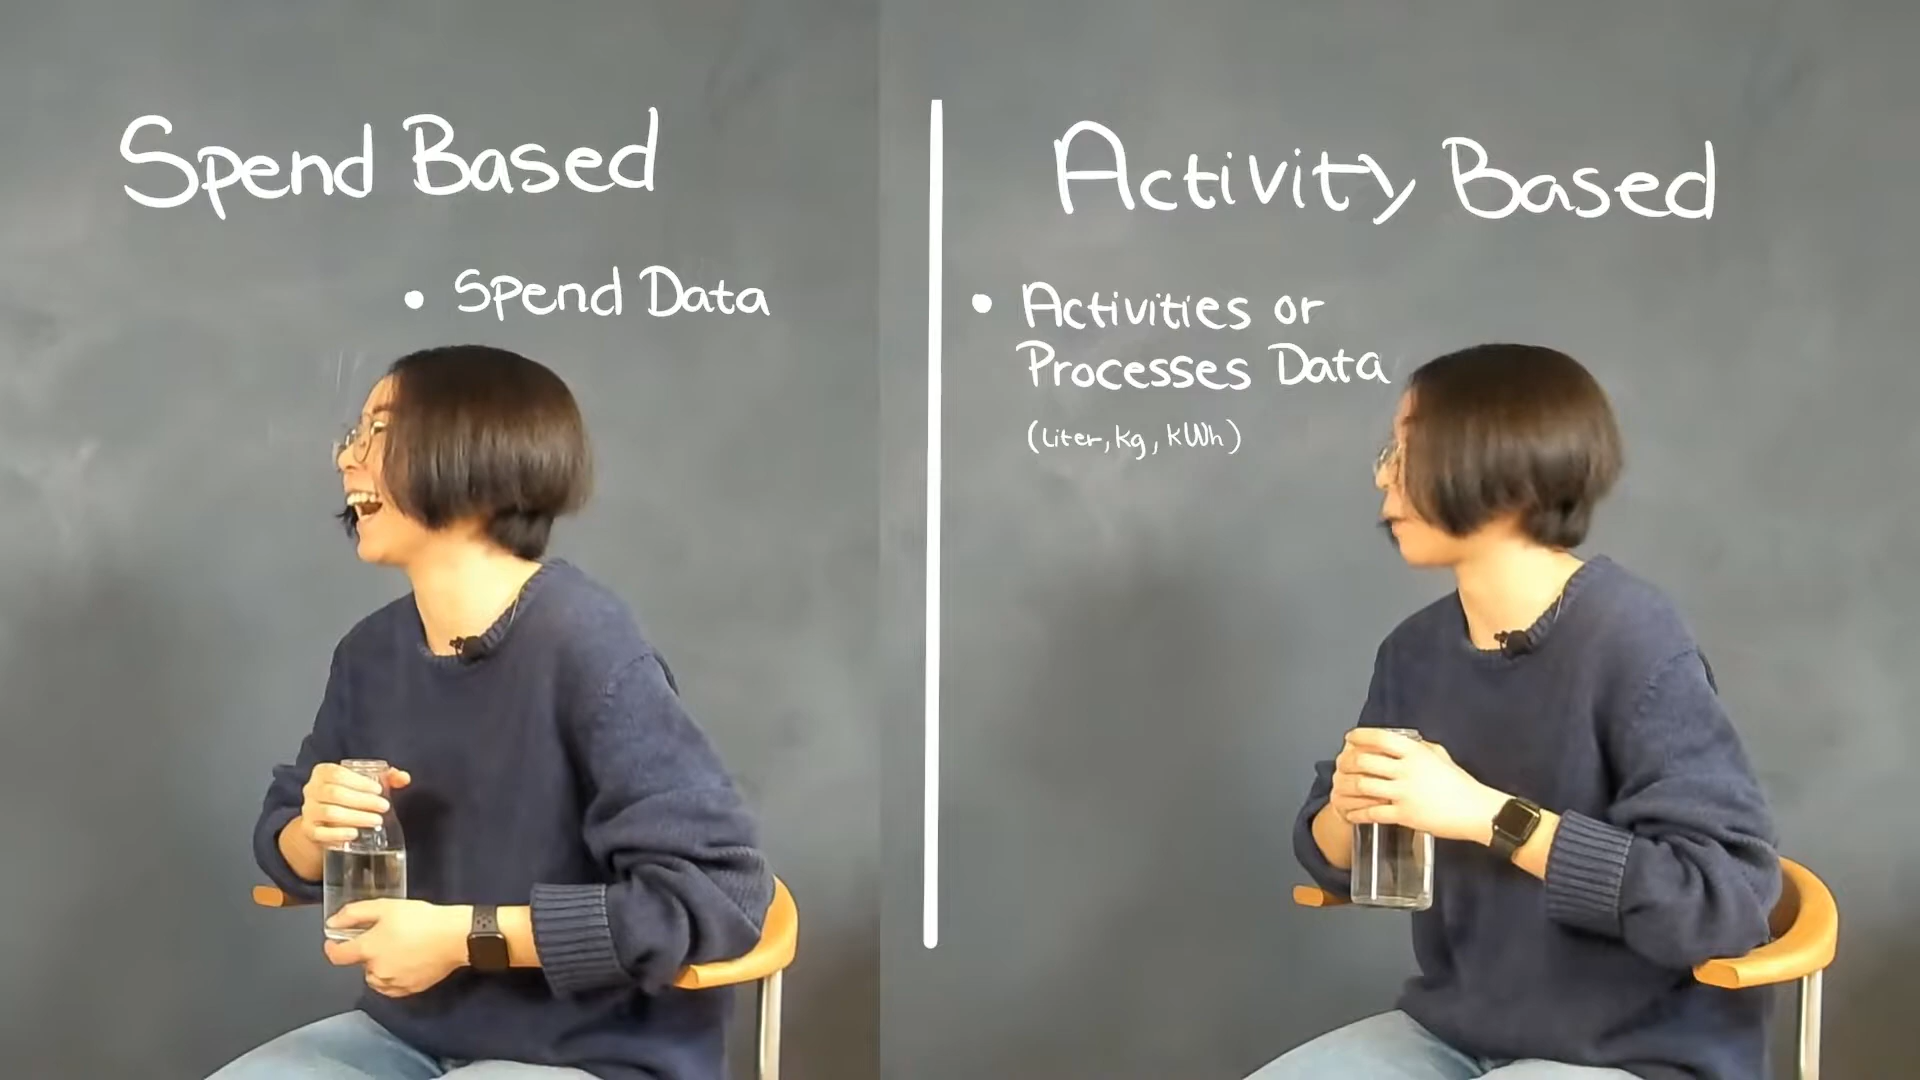 Spend Based
• Spend Data
Activity Based
• Activities or
Processes Data
(Liter, kg, kWh)